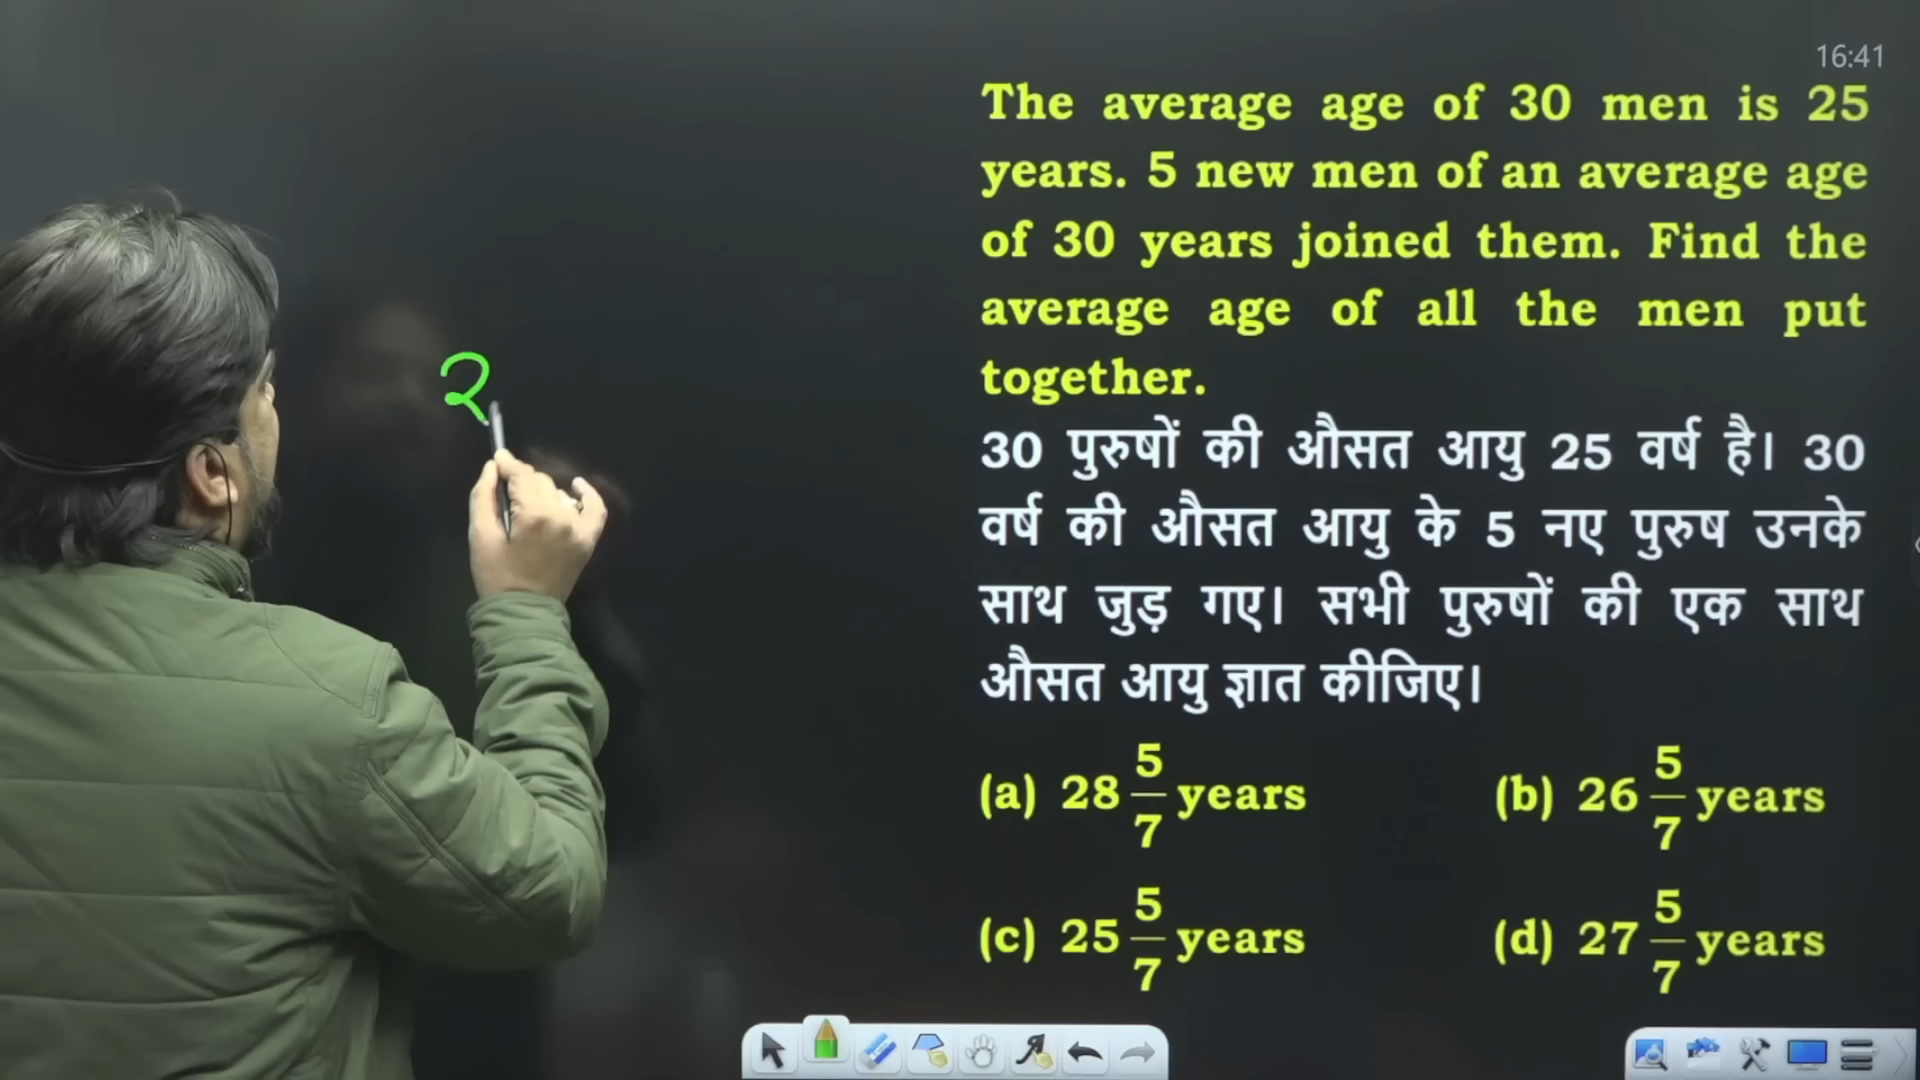 16:41
The average age of 30 men is 25
years. 5 new men of an average age
of 30 years joined them. Find the
average age of all the men put
together.
30 पुरुषों की औसत आयु 25 वर्ष है। 30
वर्ष की औसत आयु के 5 नए पुरुष उनके
साथ जुड़ गए। सभी पुरुषों की एक साथ
औसत आयु ज्ञात कीजिए।
(a) 28 5/7 years (b) 26 5/7 years
(c) 25 5/7 years (d) 27 5/7 years
2